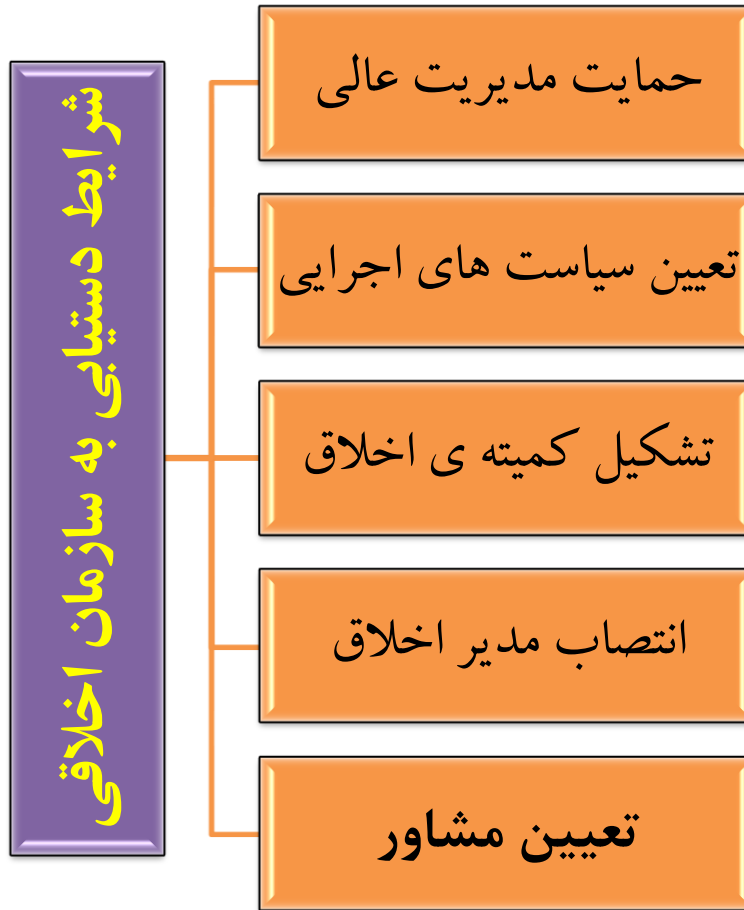 شرایط دستیابی به سازمان اخلاقی
حمایت مدیریت عالی
تعیین سیاست های اجرایی
تشکیل کمیته ی اخلاق
انتصاب مدیر اخلاق
تعیین مشاور